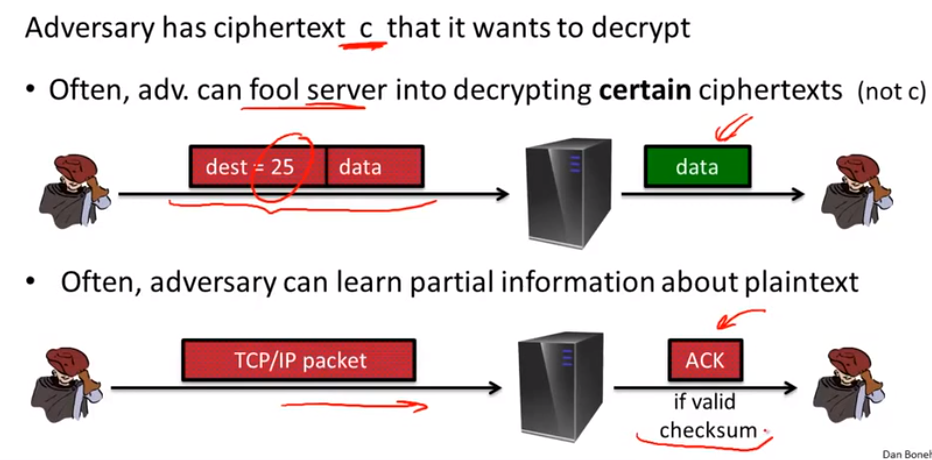 Adversary has ciphertext c that it wants to decrypt
• Often, adv. can fool server into decrypting certain ciphertexts (not c)
dest = 25 data
data
• Often, adversary can learn partial information about plaintext
TCP/IP packet
ACK
if valid
checksum
Dan Boneh